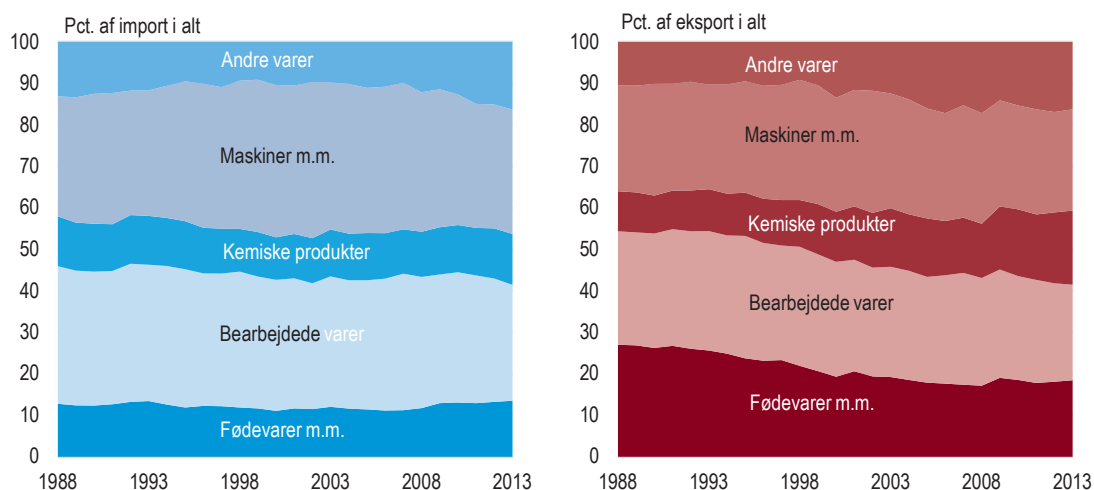 Pct. af import i alt
100
90
80
70
60
50
40
30
20
10
0
Andre varer
Maskiner m.m.
Kemiske produkter
Bearbejdede varer
Fødevarer m.m.
1988 1993 1998 2003 2008 2013
Pct. af eksport i alt
100
90
80
70
60
50
40
30
20
10
0
Andre varer
Maskiner m.m.
Kemiske produkter
Bearbejdede varer
Fødevarer m.m.
1988 1993 1998 2003 2008 2013